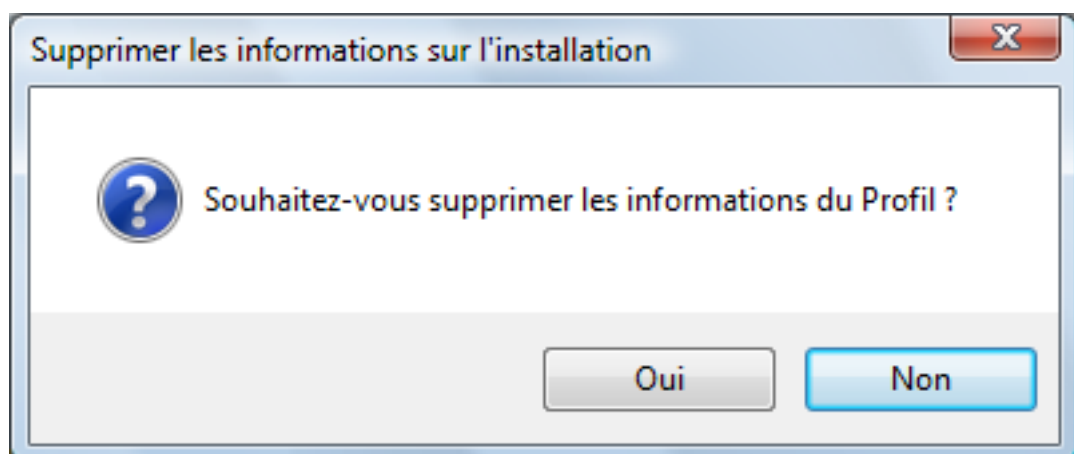 Supprimer les informations sur l'installation
Souhaitez-vous supprimer les informations du Profil ?
Oui
Non